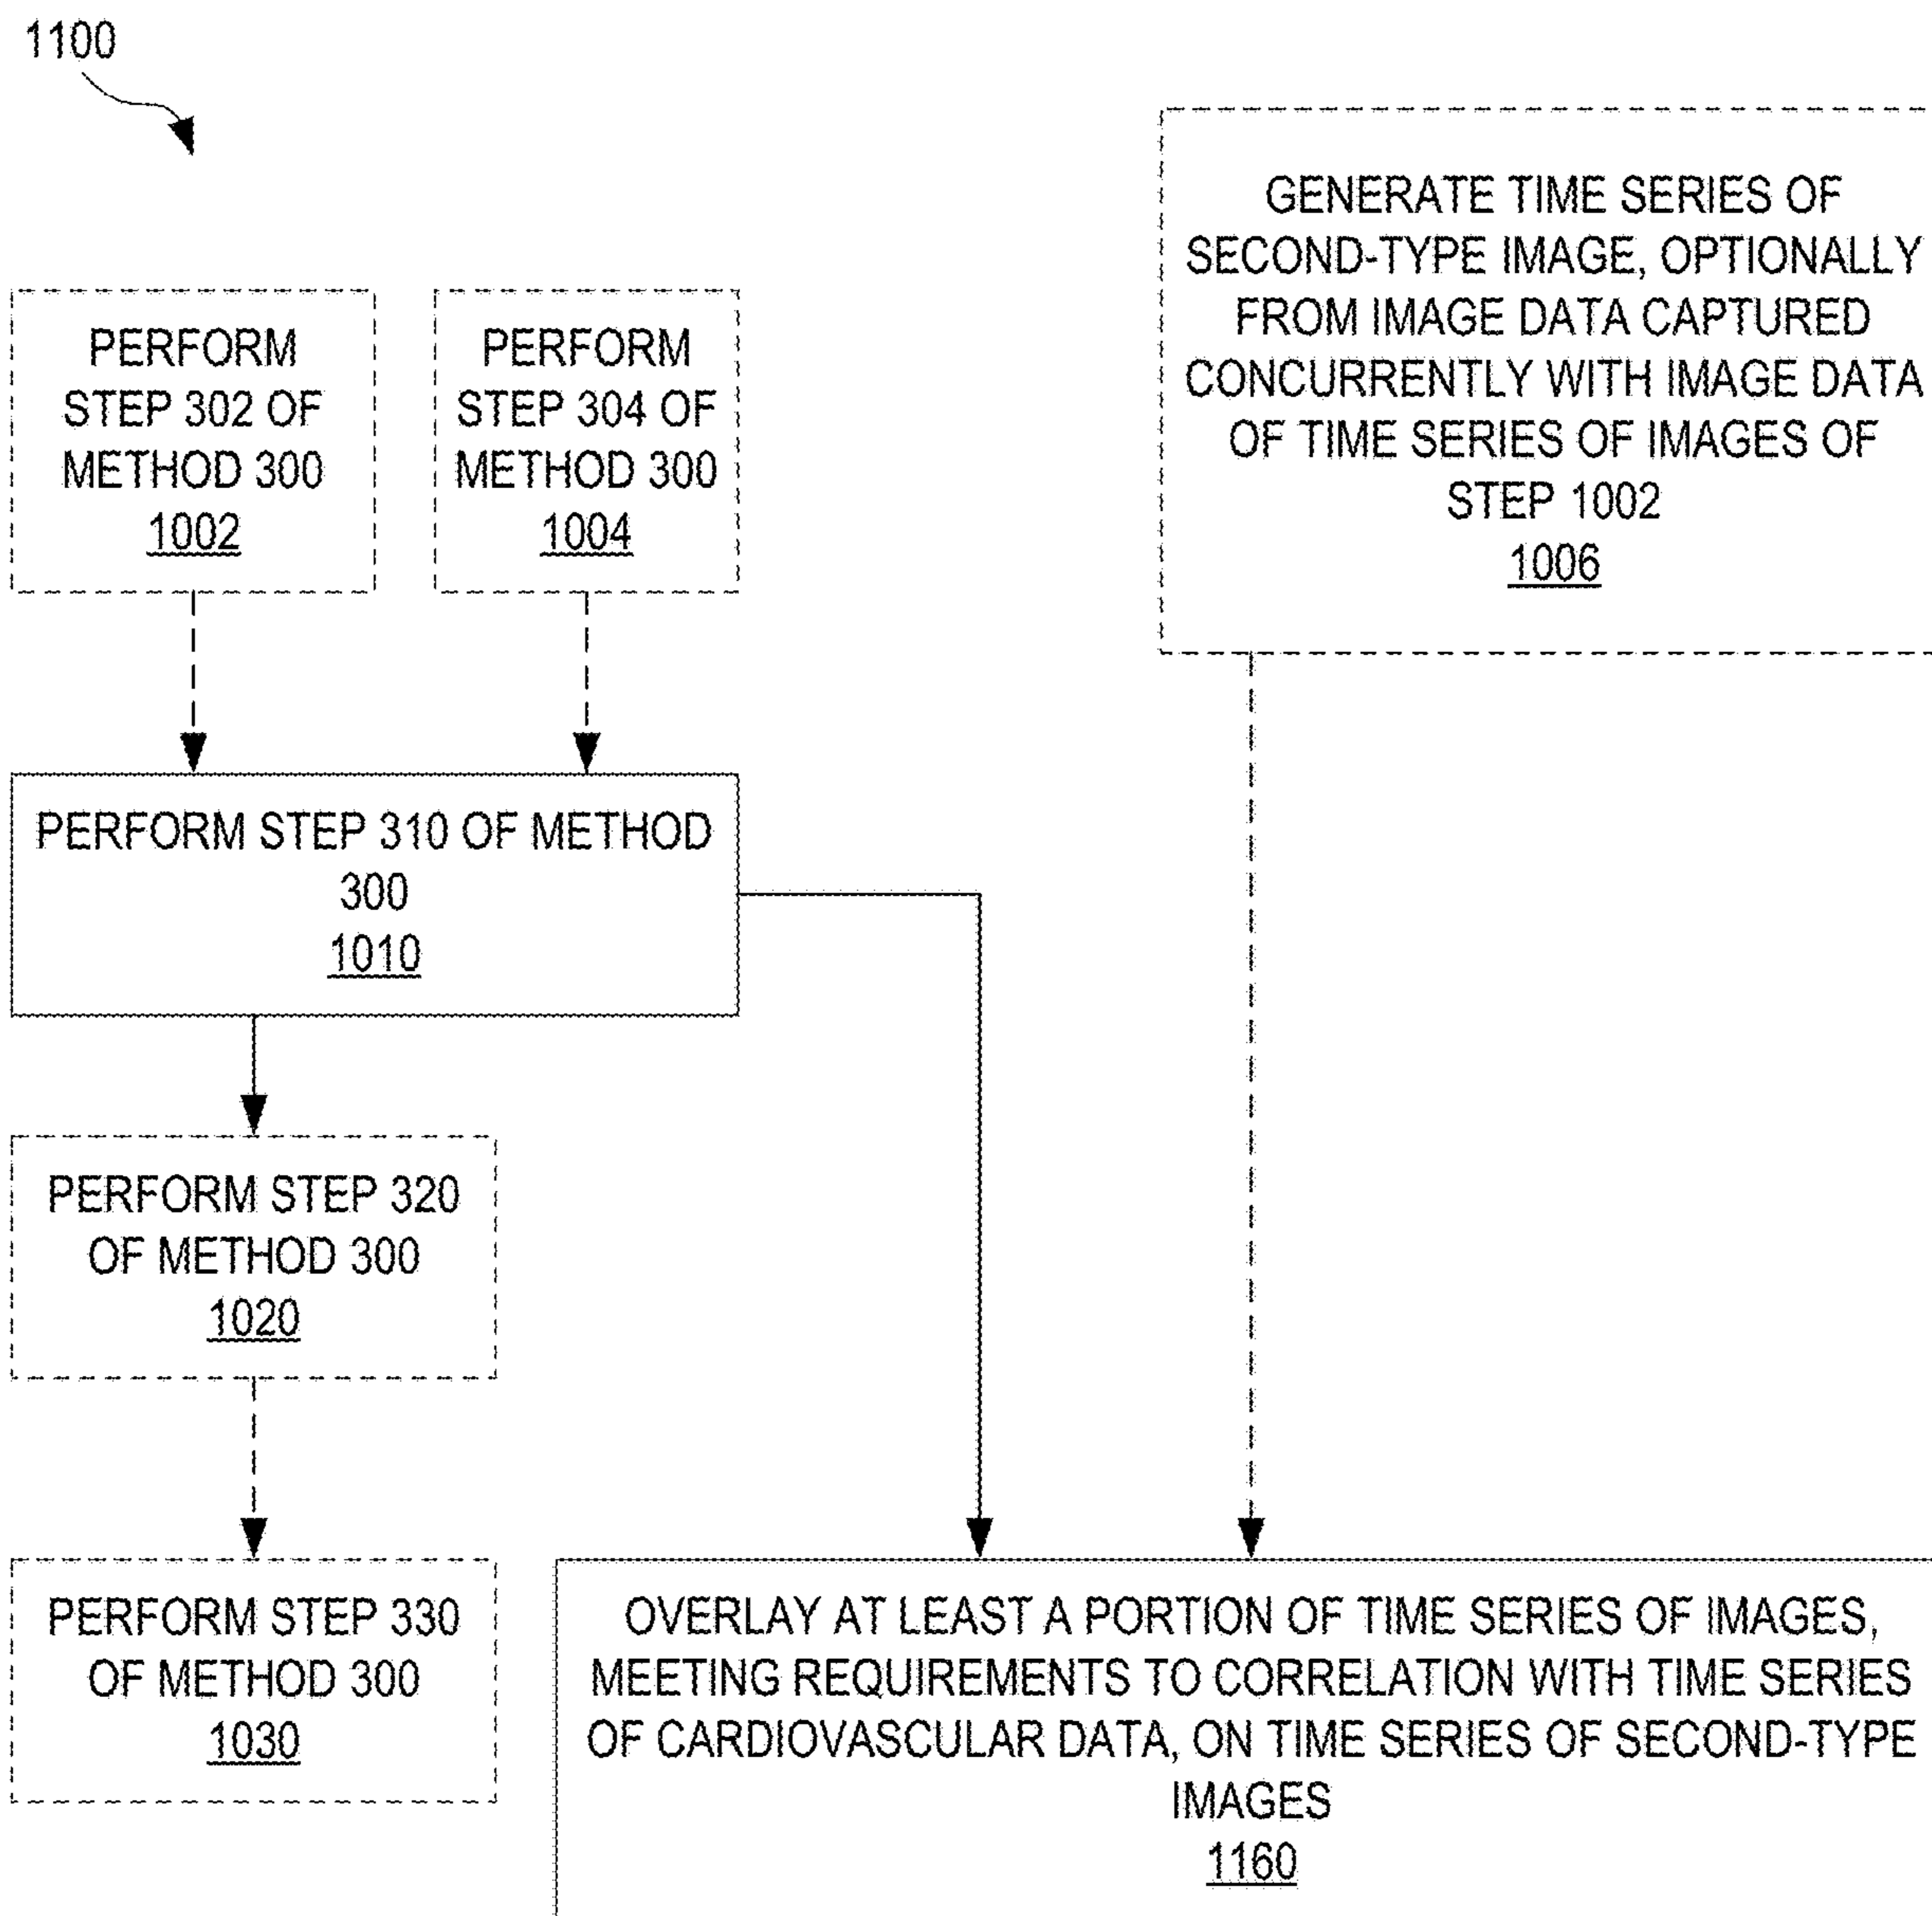 1100
PERFORM
STEP 302 OF
METHOD 300
1002
PERFORM
STEP 304 OF
METHOD 300
1004
GENERATE TIME SERIES OF
SECOND-TYPE IMAGE, OPTIONALLY
FROM IMAGE DATA CAPTURED
CONCURRENTLY WITH IMAGE DATA
OF TIME SERIES OF IMAGES OF
STEP 1002
1006
PERFORM STEP 310 OF METHOD
300
1010
PERFORM STEP 320
OF METHOD 300
1020
PERFORM STEP 330
OF METHOD 300
1030
OVERLAY AT LEAST A PORTION OF TIME SERIES OF IMAGES,
MEETING REQUIREMENTS TO CORRELATION WITH TIME SERIES
OF CARDIOVASCULAR DATA, ON TIME SERIES OF SECOND-TYPE
IMAGES
1160